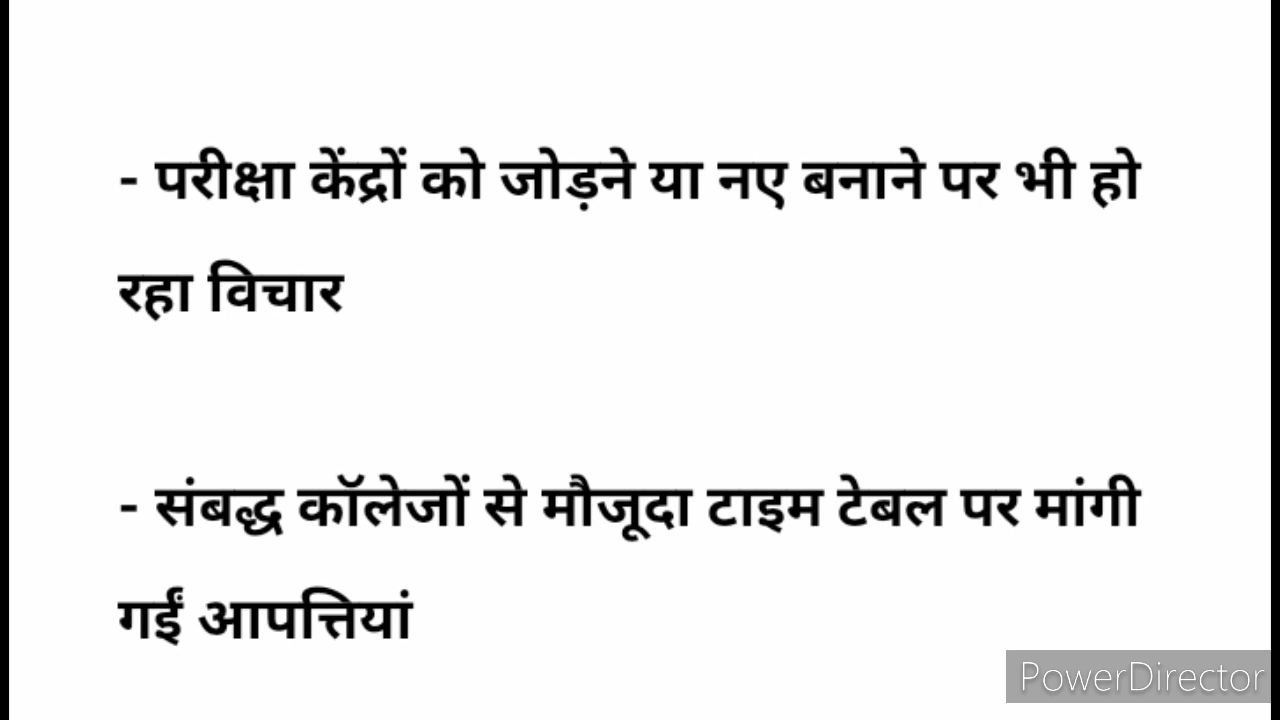 - परीक्षा केंद्रों को जोड़ने या नए बनाने पर भी हो
रहा विचार
- संबद्ध कॉलेजों से मौजूदा टाइम टेबल पर मांगी
गईं आपत्तियां
PowerDirector